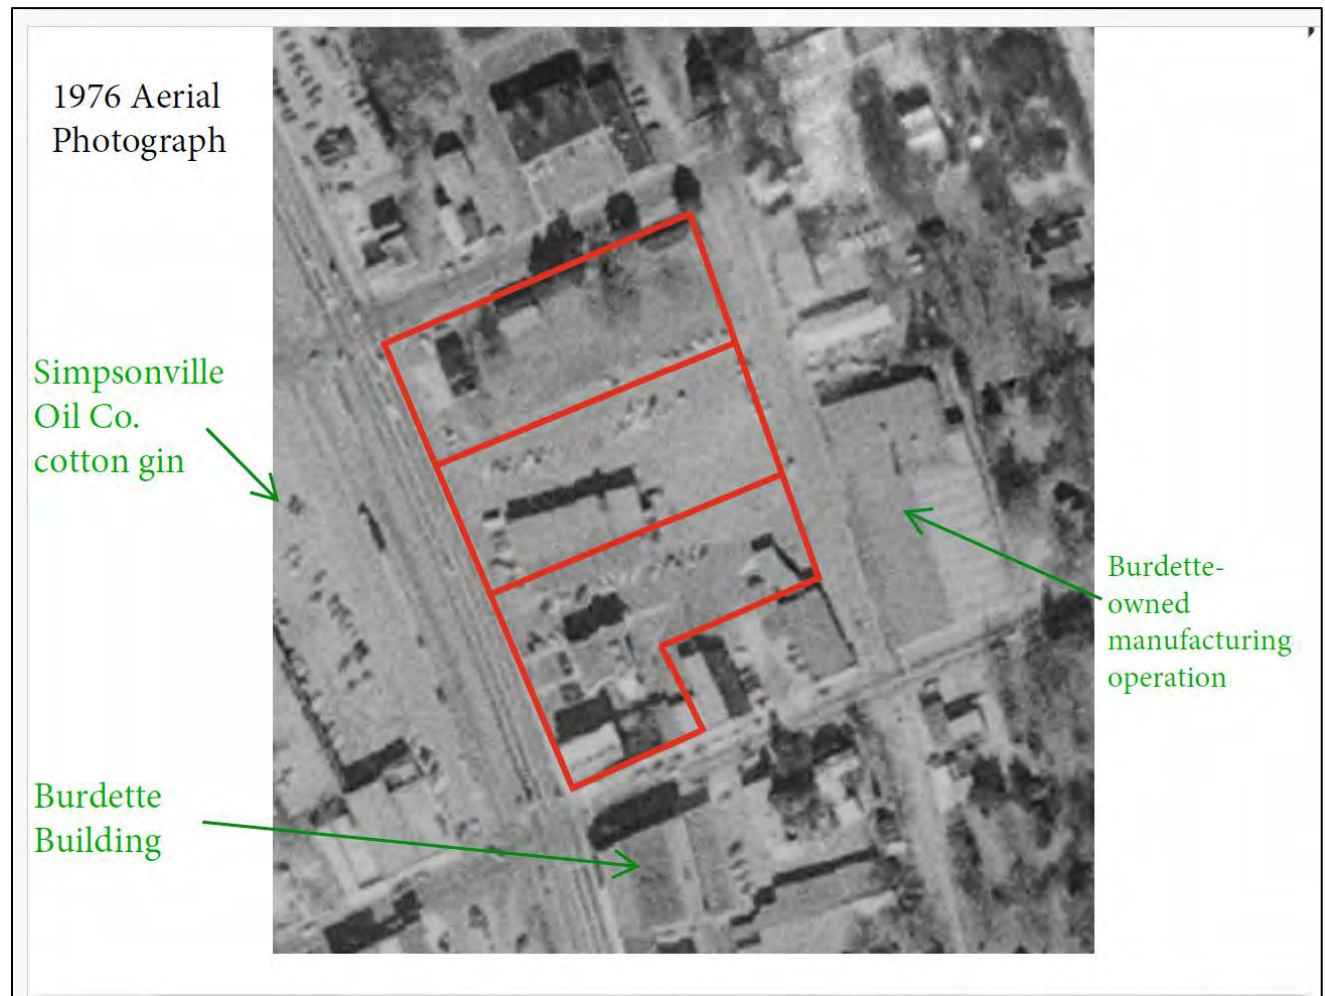 1976 Aerial
Photograph
Simpsonville
Oil Co.
cotton gin
Burdette-
owned
manufacturing
operation
Burdette
Building